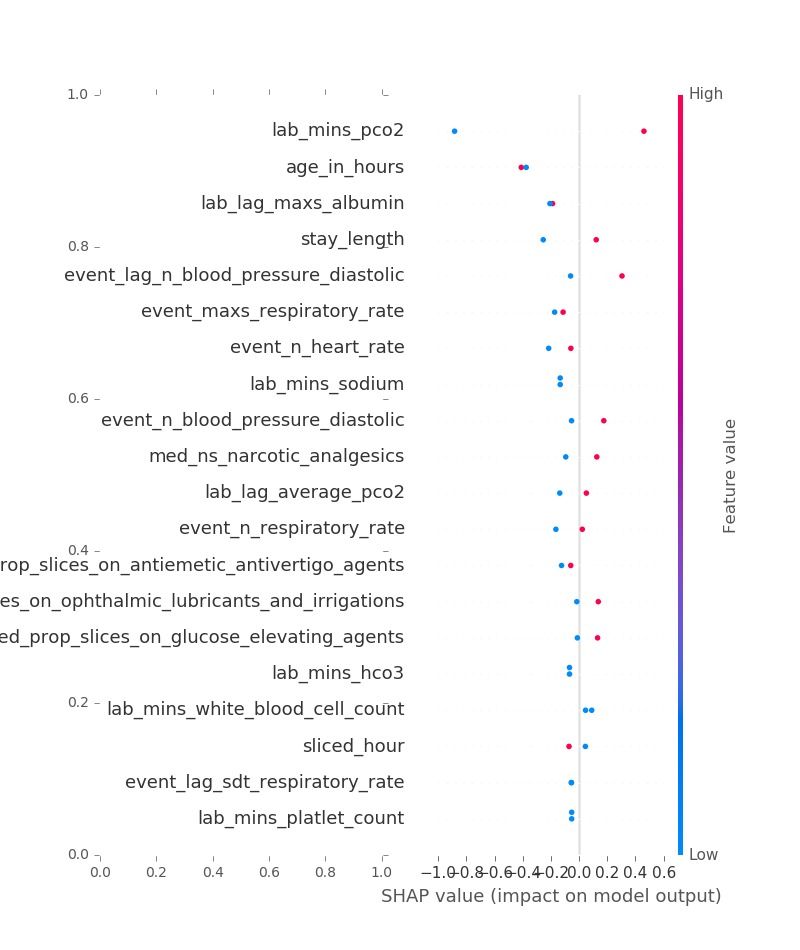 1.0
High
lab_mins_pco2
age_in_hours
lab_lag_maxs_albumin
stay_length
0.8
event_lag_n_blood_pressure_diastolic
event_maxs_respiratory_rate
event_n_heart_rate
lab_mins_sodium
0.6
event_n_blood_pressure_diastolic
Feature value
med_ns_narcotic_analgesics
lab_lag_average_pco2
event_n_respiratory_rate
0.4
rop_slices_on_antiemetic_antivertigo_agents
es_on_ophthalmic_lubricants_and_irrigations
ed_prop_slices_on_glucose_elevating_agents
lab_mins_hco3
0.2
lab_mins_white_blood_cell_count
sliced_hour
event_lag_sdt_respiratory_rate
lab_mins_platlet_count
0.0
Low
0.0 0.2 0.4 0.6 0.8 1.0
−1.0 −0.8 −0.6 −0.4 −0.2 0.0 0.2 0.4 0.6
SHAP value (impact on model output)